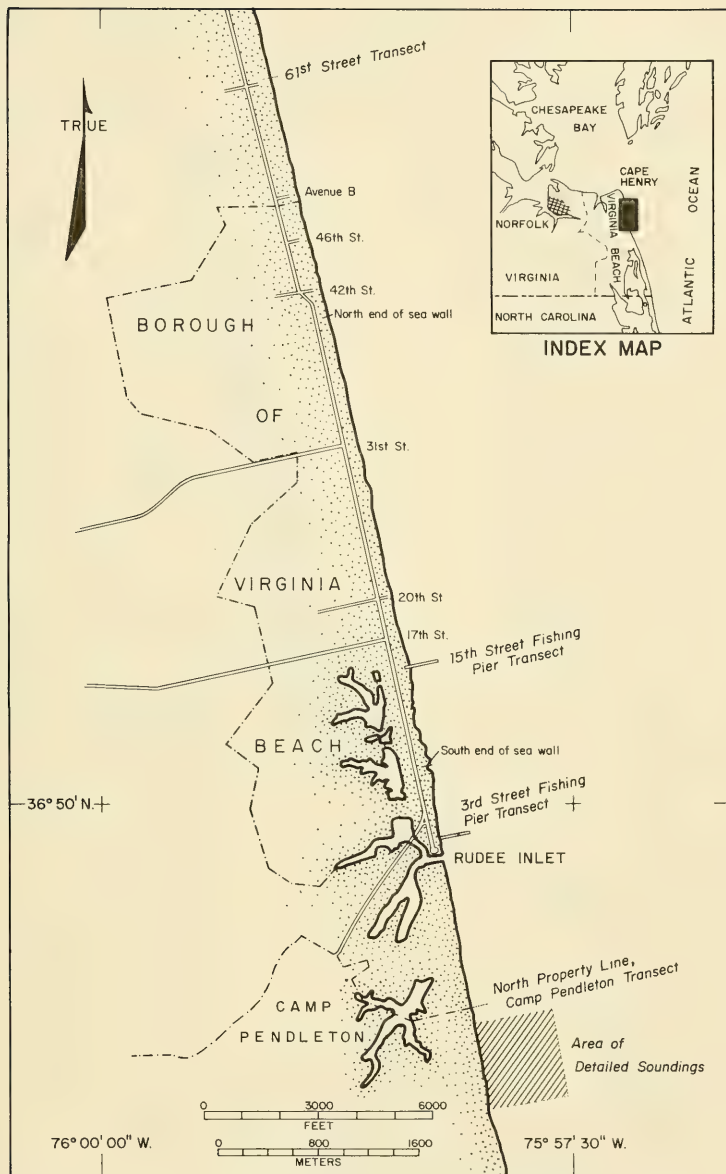 61st Street Transect
TRUE
Avenue B
46th St.
42th St.
North end of sea wall
BOROUGH
OF
31st St.
VIRGINIA
20th St
17th St.
15th Street Fishing
Pier Transect
BEACH
South end of sea wall
36° 50' N.
3rd Street Fishing
Pier Transect
RUDEE INLET
North Property Line,
Camp Pendleton Transect
CAMP
PENDLETON
Area of
Detailed Soundings
0 3000 6000
FEET
0 800 1600
METERS
76° 00' 00" W.
75° 57' 30" W.
CHESAPEAKE
BAY
CAPE
HENRY
NORFOLK
VIRGINIA BEACH
ATLANTIC OCEAN
VIRGINIA
NORTH CAROLINA
INDEX MAP